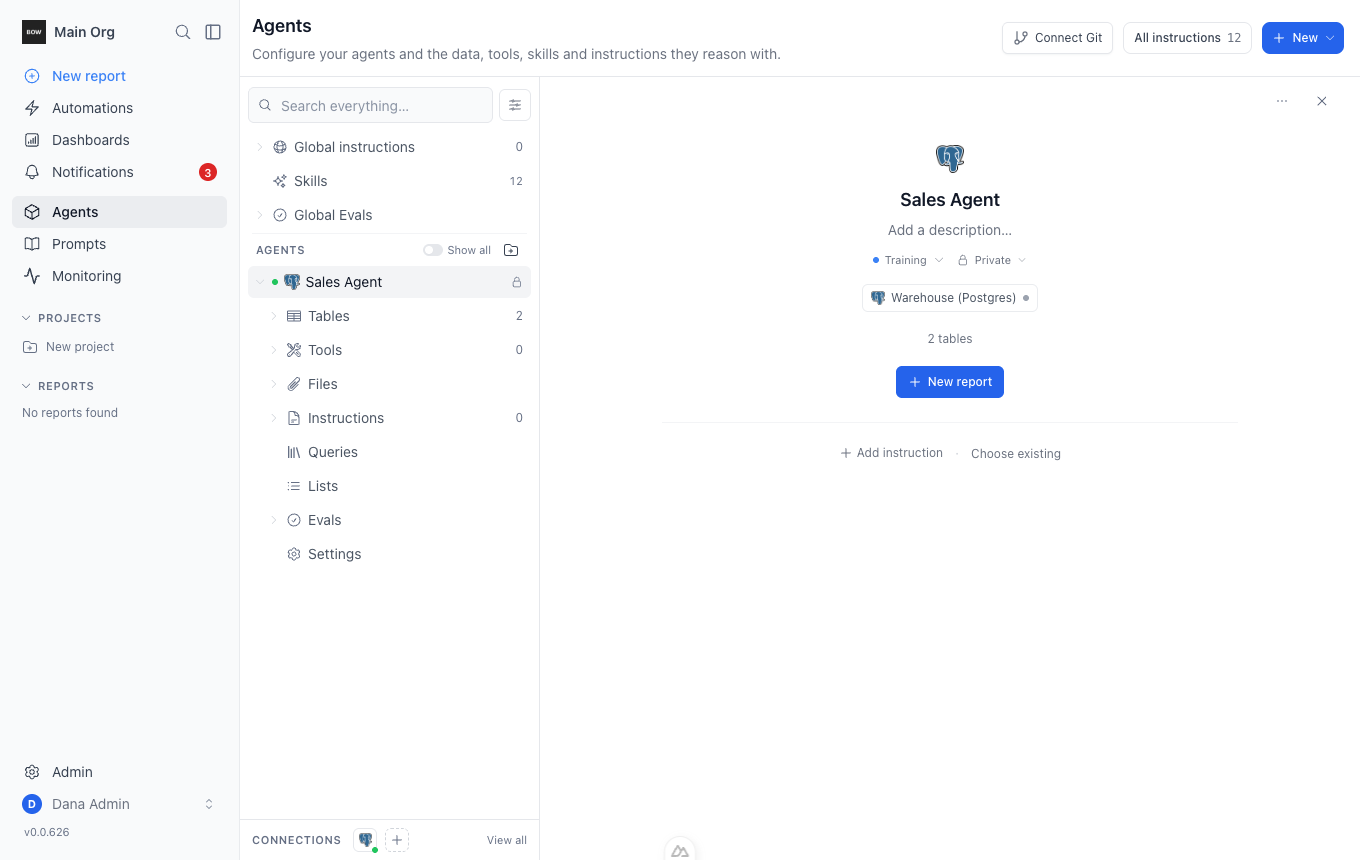 BOW Main Org
New report
Automations
Dashboards
Notifications 3
Agents
Prompts
Monitoring
PROJECTS
New project
REPORTS
No reports found
Admin
D Dana Admin
v0.0.626
Agents
Configure your agents and the data, tools, skills and instructions they reason with.
Connect Git
All instructions 12
New
Search everything...
Global instructions 0
Skills 12
Global Evals
AGENTS Show all
Sales Agent
Tables 2
Tools 0
Files
Instructions 0
Queries
Lists
Evals
Settings
CONNECTIONS View all
Sales Agent
Add a description...
Training Private
Warehouse (Postgres)
2 tables
New report
Add instruction · Choose existing